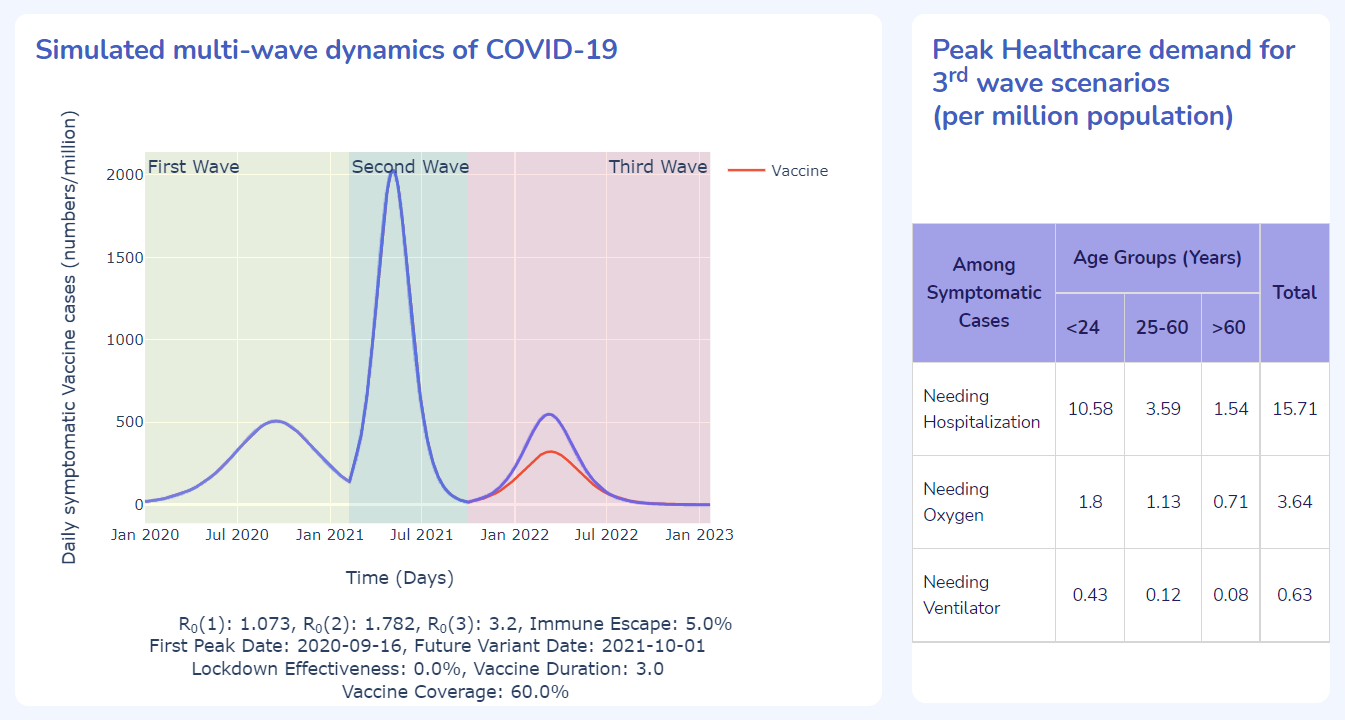 Simulated multi-wave dynamics of COVID-19
Daily symptomatic Vaccine cases (numbers/million)
First Wave
Second Wave
Third Wave
Vaccine
2000
1500
1000
500
0
Jan 2020
Jul 2020
Jan 2021
Jul 2021
Jan 2022
Jul 2022
Jan 2023
Time (Days)
R₀(1): 1.073, R₀(2): 1.782, R₀(3): 3.2, Immune Escape: 5.0%
First Peak Date: 2020-09-16, Future Variant Date: 2021-10-01
Lockdown Effectiveness: 0.0%, Vaccine Duration: 3.0
Vaccine Coverage: 60.0%
Peak Healthcare demand for
3rd wave scenarios
(per million population)
Among
Symptomatic
Cases
Age Groups (Years)
Total
<24
25-60
>60
Needing
Hospitalization
10.58
3.59
1.54
15.71
Needing
Oxygen
1.8
1.13
0.71
3.64
Needing
Ventilator
0.43
0.12
0.08
0.63